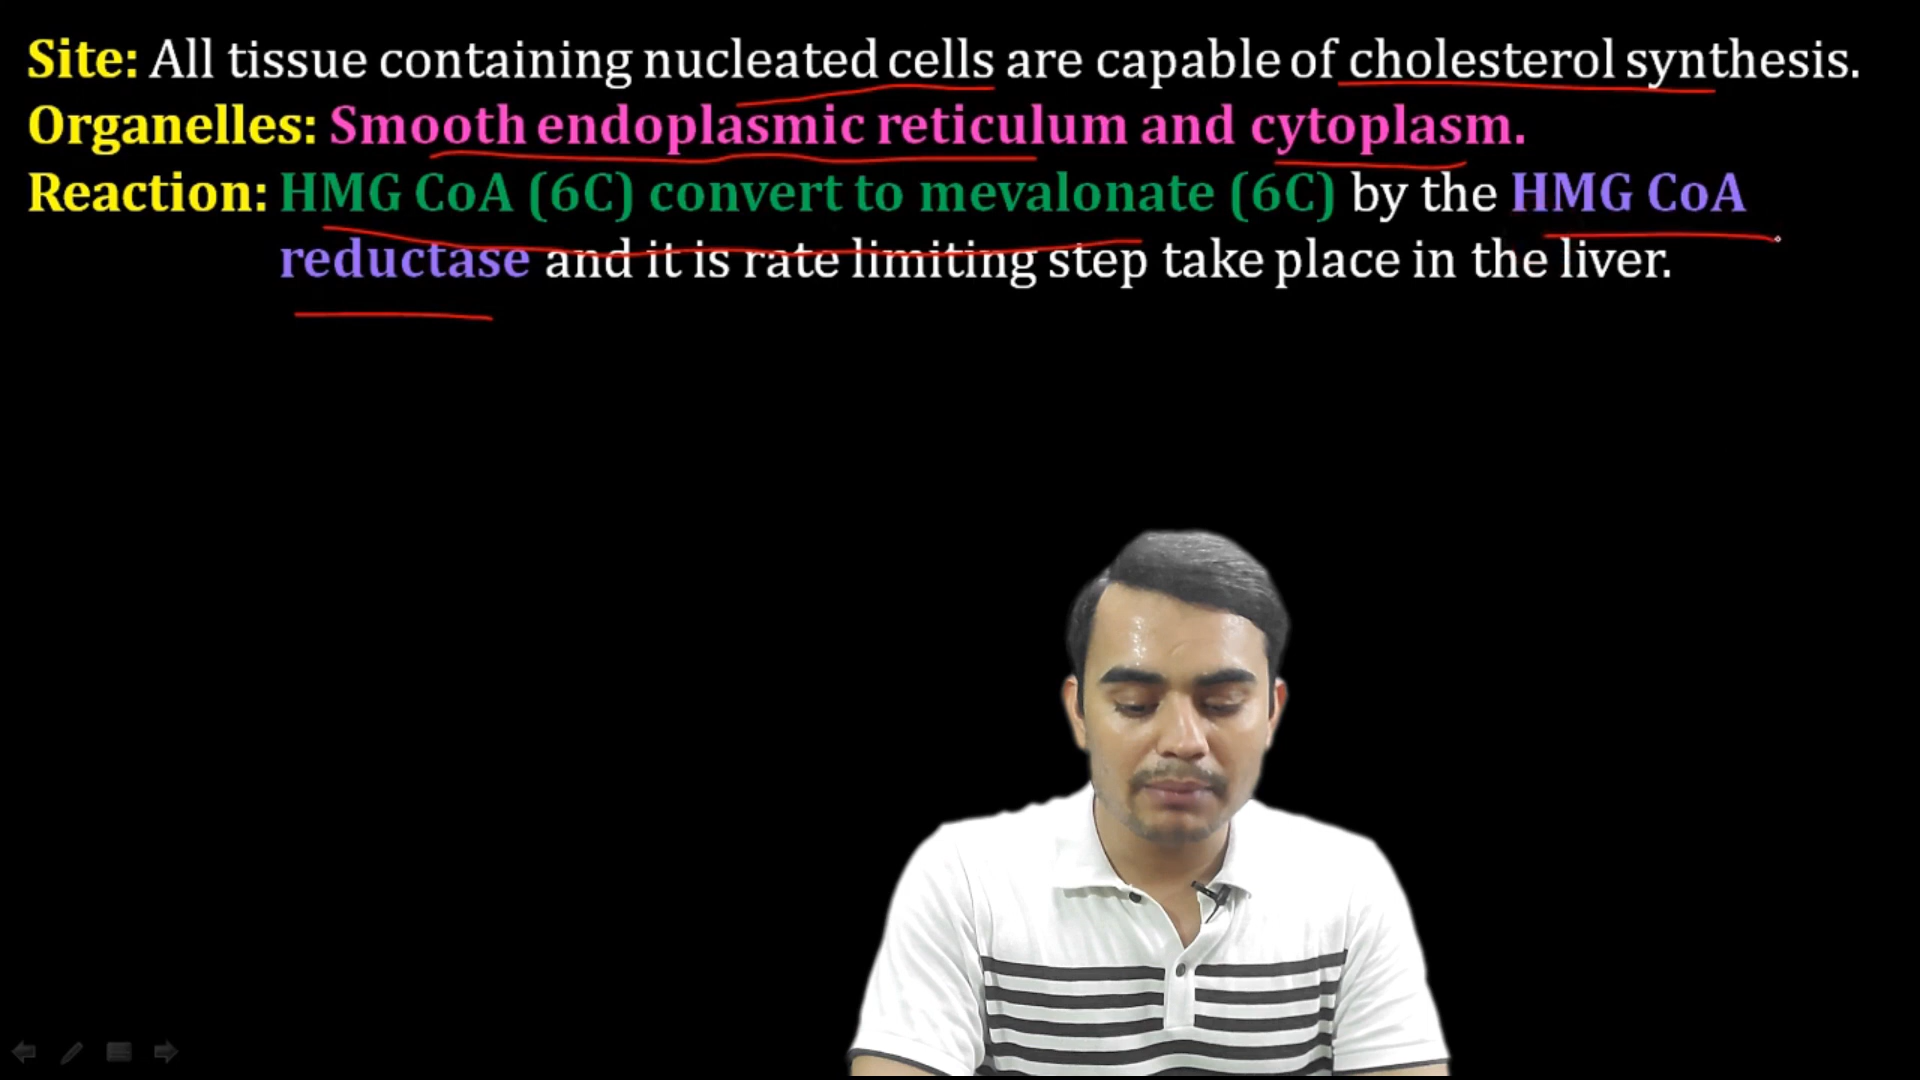 Site: All tissue containing nucleated cells are capable of cholesterol synthesis.
Organelles: Smooth endoplasmic reticulum and cytoplasm.
Reaction: HMG CoA (6C) convert to mevalonate (6C) by the HMG CoA
reductase and it is rate limiting step take place in the liver.